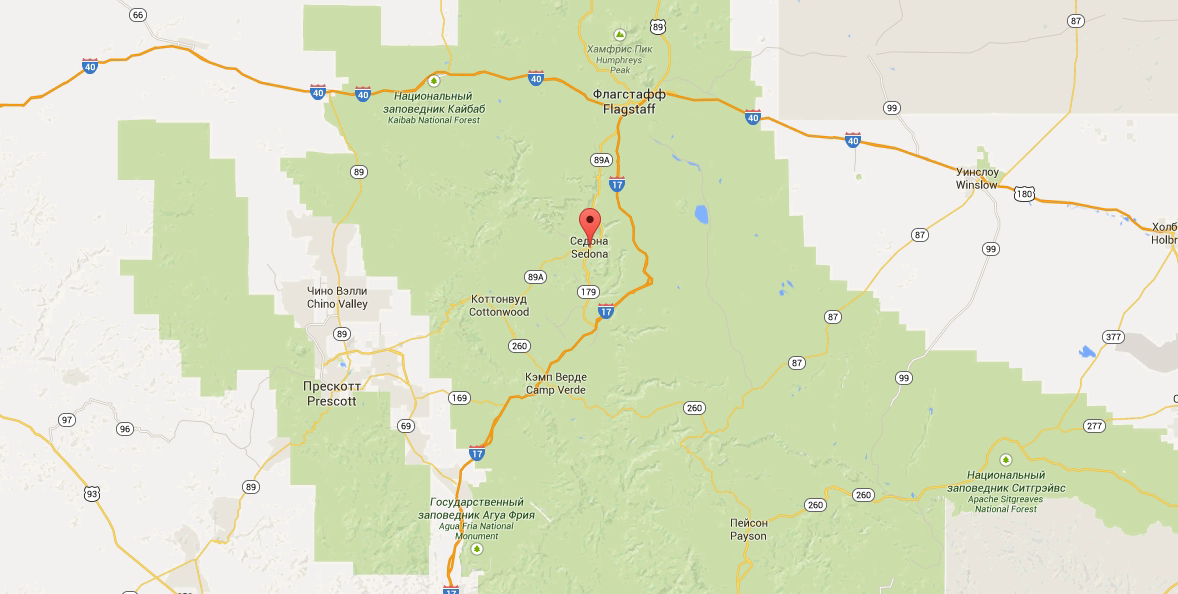 66
89
87
Хамфрис Пик
Humphreys
Peak
40
40
40
40
Национальный
заповедник Кайбаб
Kaibab National Forest
Флагстафф
Flagstaff
99
40
40
89A
89
17
Уинслоу
Winslow
180
Седона
Sedona
87
99
Холб
Holbr
89A
Чино Вэлли
Chino Valley
179
Коттонвуд
Cottonwood
17
87
89
260
377
87
Кэмп Верде
Camp Verde
99
Прескотт
Prescott
169
260
97
96
69
277
17
Национальный
заповедник Ситгрэйвс
Apache Sitgreaves
National Forest
89
93
260
260
Государственный
заповедник Агуа Фрия
Agua Fria National
Monument
Пейсон
Payson
17